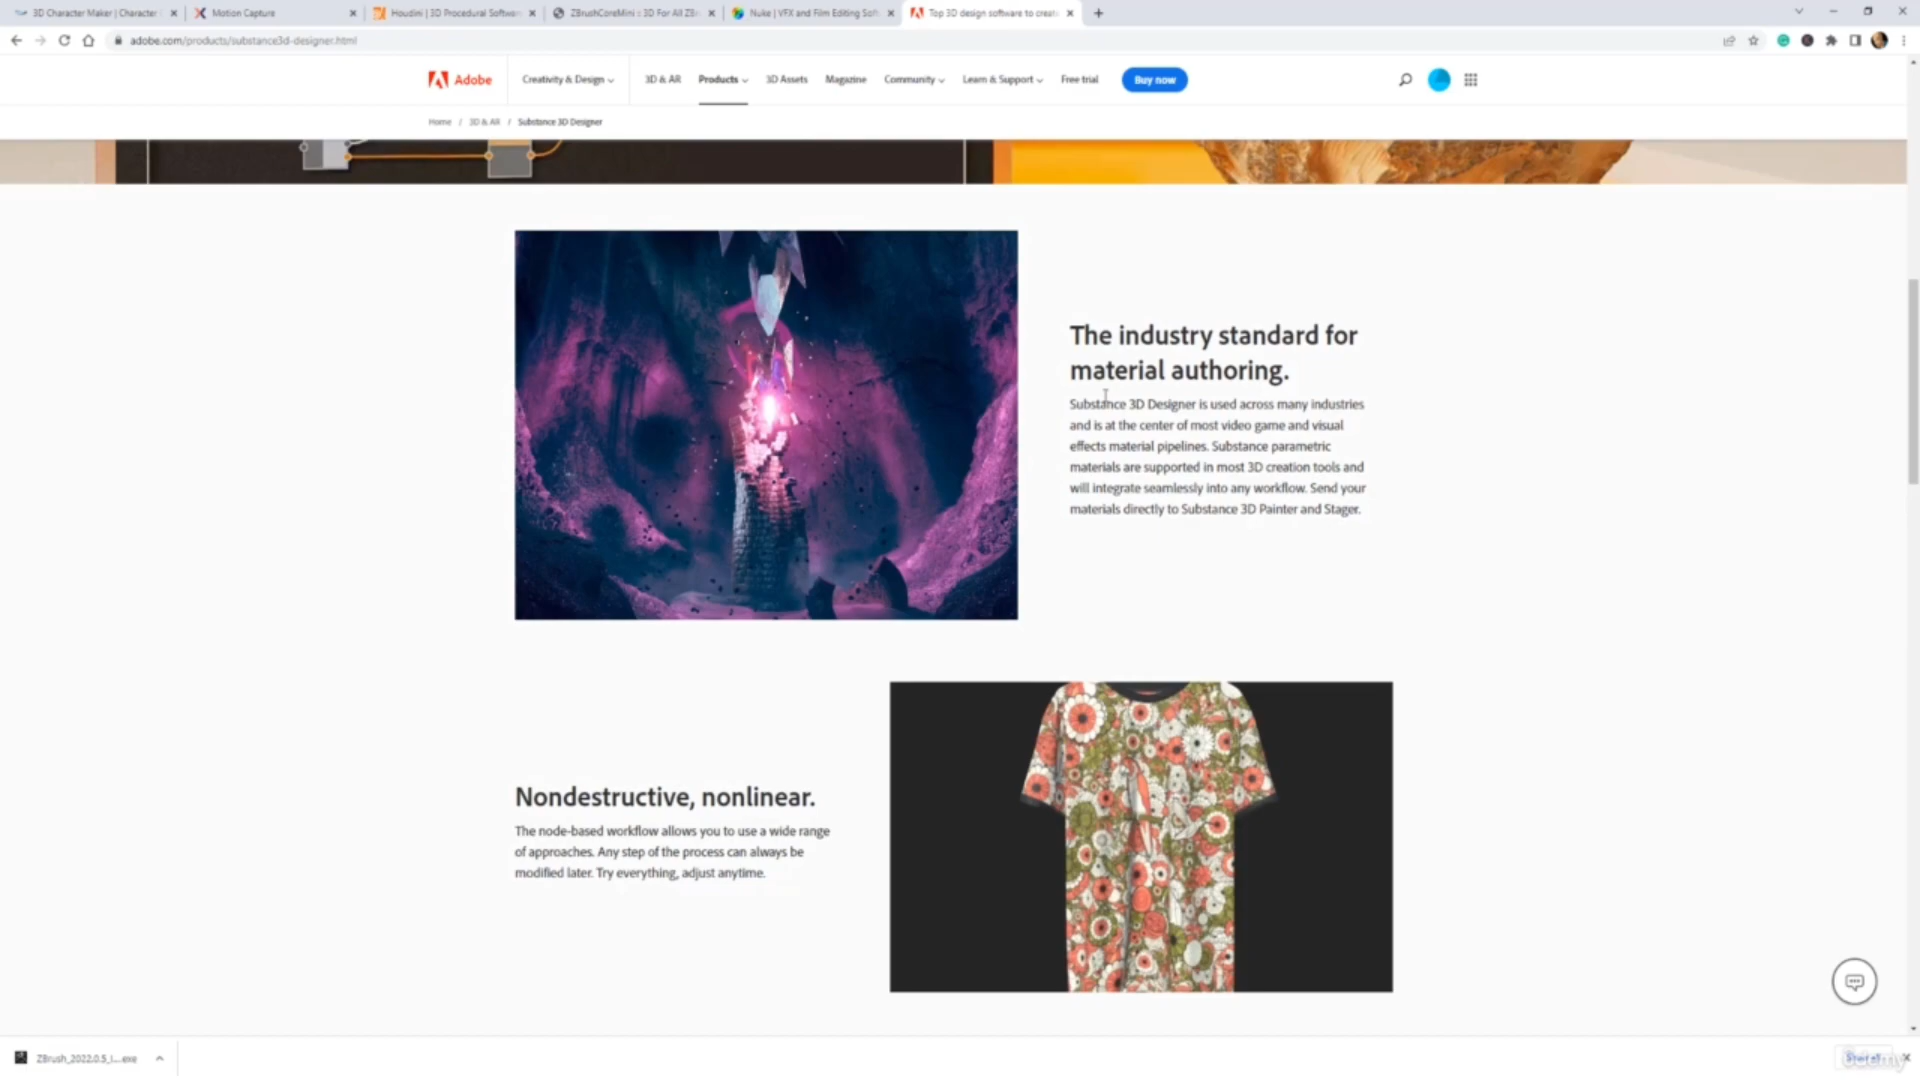 3D Character Maker | Character
Motion Capture
Houdini | 3D Procedural Softwar
ZBrushCoreMini :: 3D For All ZBr
Nuke | VFX and Film Editing Soft
Top 3D design software to creat
adobe.com/products/substance3d-designer.html
Adobe
Creativity & Design
3D & AR
Products
3D Assets
Magazine
Community
Learn & Support
Free trial
Buy now
Home / 3D & AR / Substance 3D Designer
The industry standard for
material authoring.
Substance 3D Designer is used across many industries
and is at the center of most video game and visual
effects material pipelines. Substance parametric
materials are supported in most 3D creation tools and
will integrate seamlessly into any workflow. Send your
materials directly to Substance 3D Painter and Stager.
Nondestructive, nonlinear.
The node-based workflow allows you to use a wide range
of approaches. Any step of the process can always be
modified later. Try everything, adjust anytime.
ZBrush_2022.0.5_I....exe
Show all
Udemy